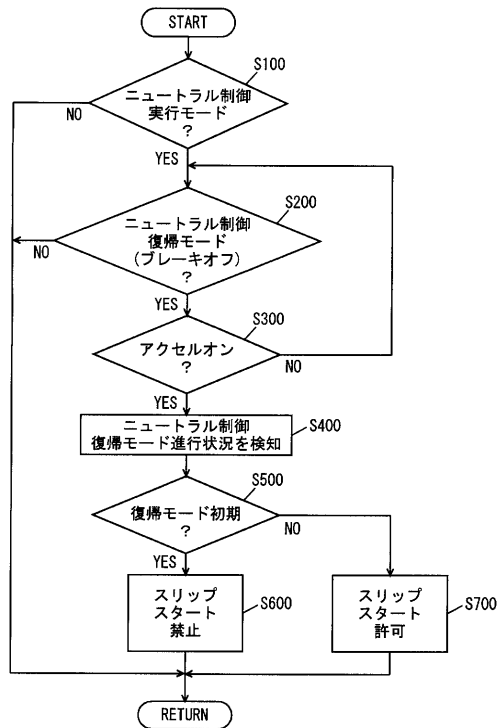 START
S100
ニュートラル制御
実行モード
?
NO
YES
S200
ニュートラル制御
復帰モード
(ブレーキオフ)
?
NO
YES
S300
アクセルオン
?
NO
YES
ニュートラル制御
復帰モード進行状況を検知
S400
S500
復帰モード初期
?
NO
YES
スリップ
スタート
禁止
S600
スリップ
スタート
許可
S700
RETURN